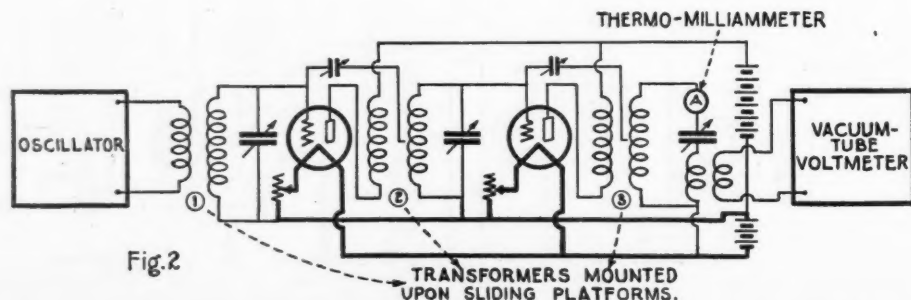 THERMO-MILLIAMMETER
A
OSCILLATOR
VACUUM-
TUBE
VOLTMETER
1
2
3
Fig.2
TRANSFORMERS MOUNTED
UPON SLIDING PLATFORMS.